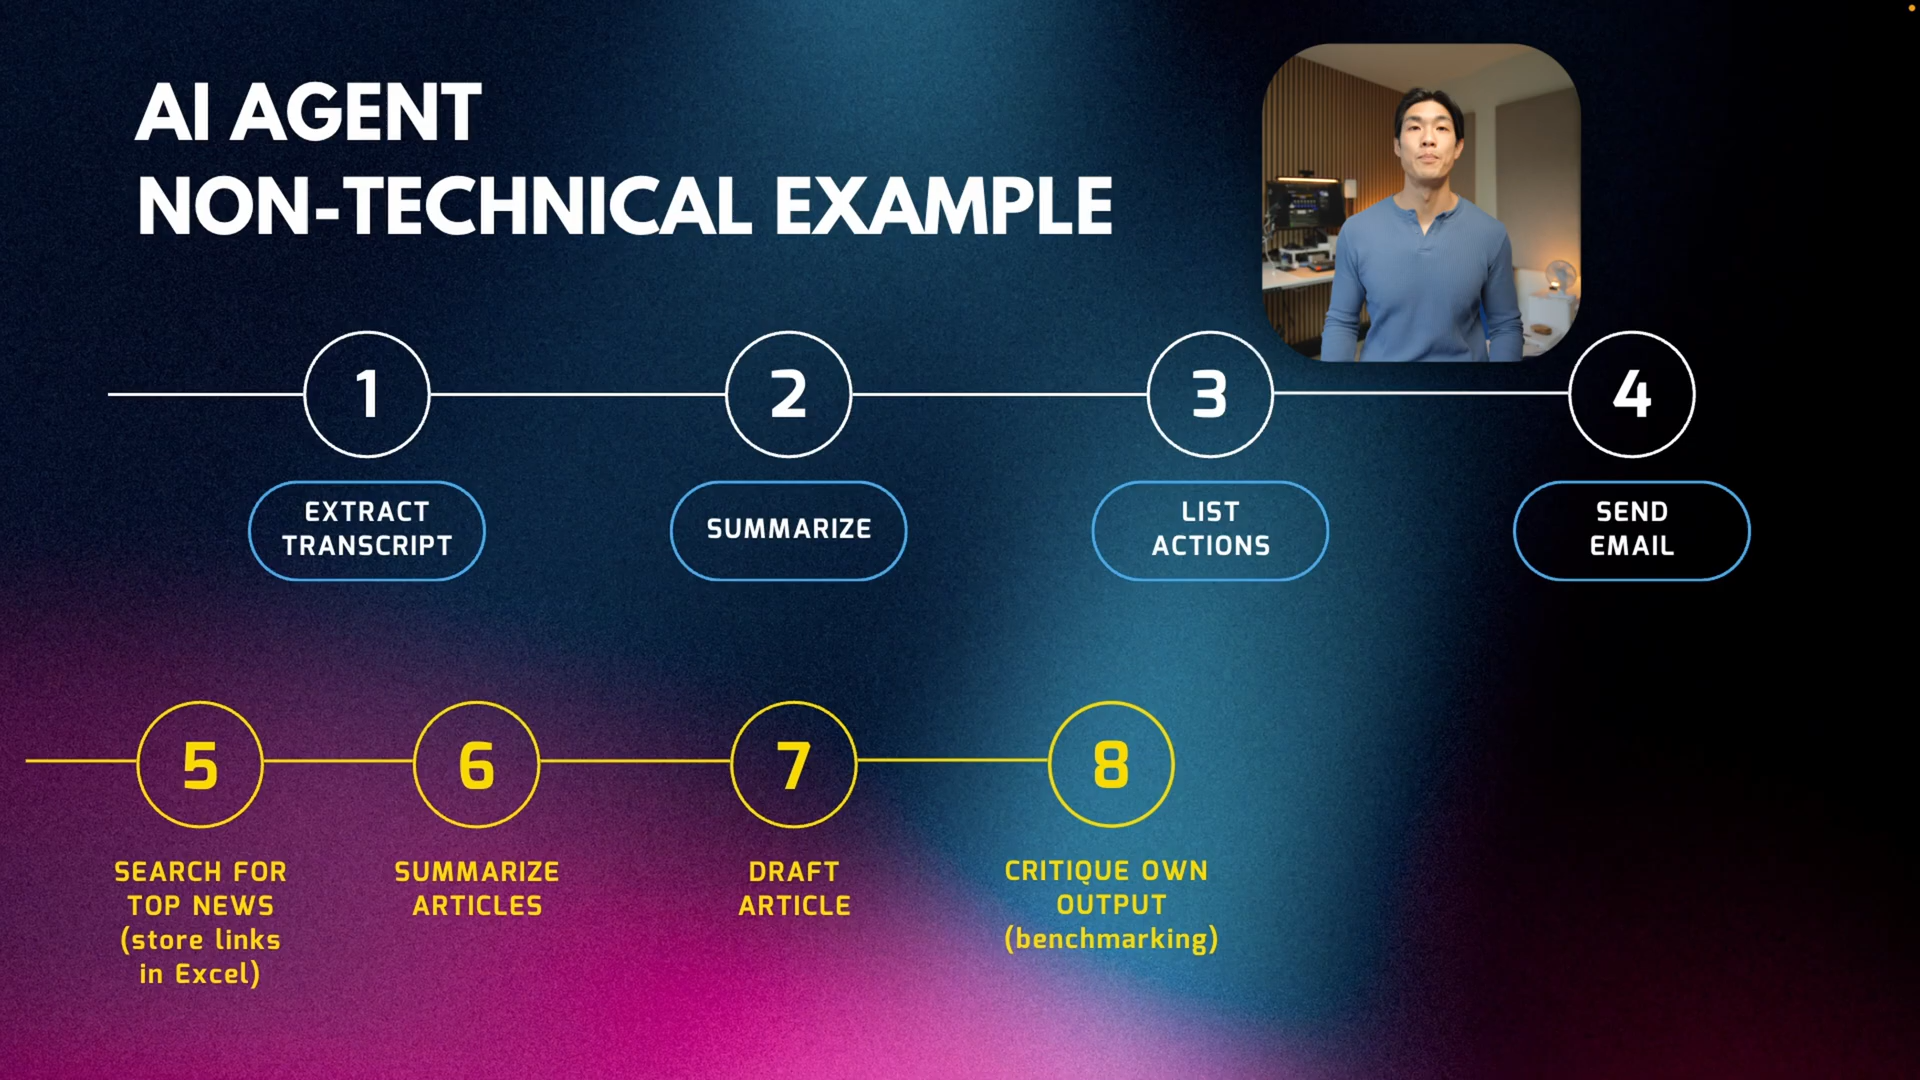 AI AGENT
NON-TECHNICAL EXAMPLE
1
2
3
4
EXTRACT
TRANSCRIPT
SUMMARIZE
LIST
ACTIONS
SEND
EMAIL
5
6
7
8
SEARCH FOR
TOP NEWS
(store links
in Excel)
SUMMARIZE
ARTICLES
DRAFT
ARTICLE
CRITIQUE OWN
OUTPUT
(benchmarking)